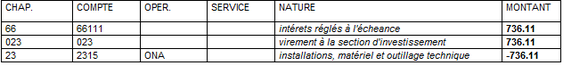 CHAP. COMPTE OPER. SERVICE NATURE MONTANT
66 66111 intérets réglés à l'écheance 736.11
023 023 virement à la section d'investissement 736.11
23 2315 ONA installations, matériel et outillage technique -736.11